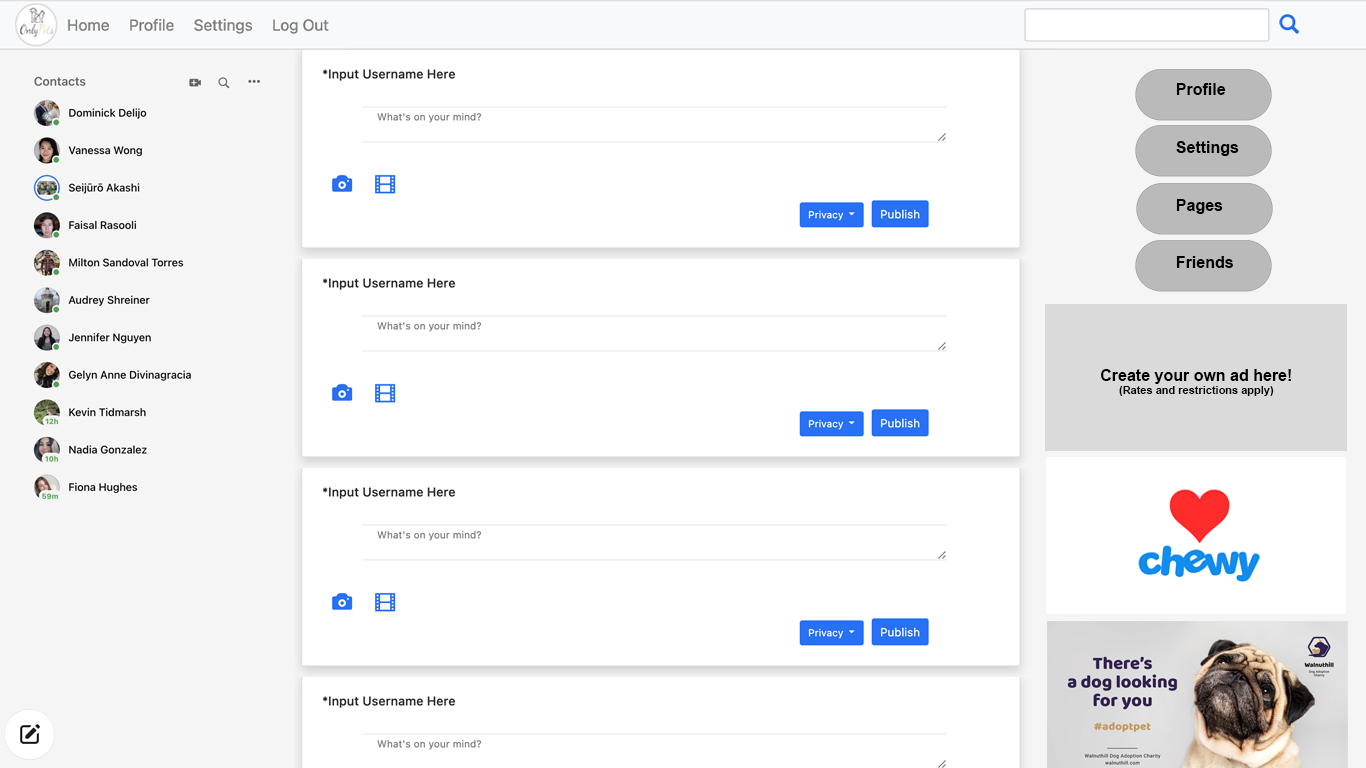 OnlyPets
Home
Profile
Settings
Log Out
Contacts
Dominick Delijo
Vanessa Wong
Seijūrō Akashi
Faisal Rasooli
Milton Sandoval Torres
Audrey Shreiner
Jennifer Nguyen
Gelyn Anne Divinagracia
Kevin Tidmarsh
12h
Nadia Gonzalez
10h
Fiona Hughes
59m
*Input Username Here
What's on your mind?
Privacy
Publish
*Input Username Here
What's on your mind?
Privacy
Publish
*Input Username Here
What's on your mind?
Privacy
Publish
*Input Username Here
What's on your mind?
Profile
Settings
Pages
Friends
Create your own ad here!
(Rates and restrictions apply)
chewy
There's
a dog looking
for you
#adoptpet
Walnuthill Dog Adoption Charity
walnuthill.com
Walnuthill
Dog Adoption
Charity